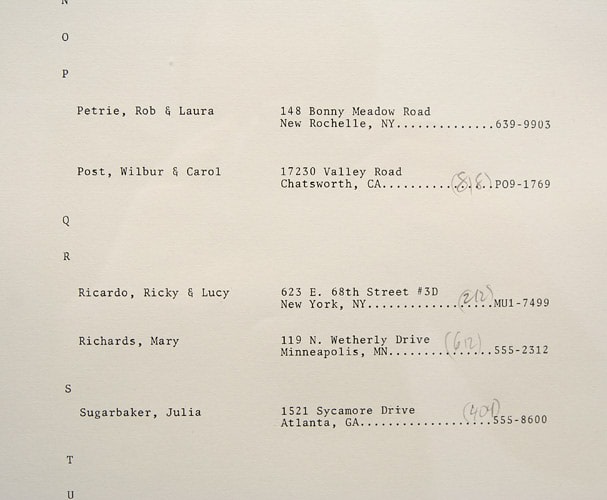 N
O
P
Petrie, Rob & Laura 148 Bonny Meadow Road
New Rochelle, NY..............639-9903
Post, Wilbur & Carol 17230 Valley Road
Chatsworth, CA................PO9-1769 (818)
Q
R
Ricardo, Ricky & Lucy 623 E. 68th Street #3D
New York, NY..................MU1-7499 (212)
Richards, Mary 119 N. Wetherly Drive (612)
Minneapolis, MN...............555-2312
S
Sugarbaker, Julia 1521 Sycamore Drive (404)
Atlanta, GA...................555-8600
T
U